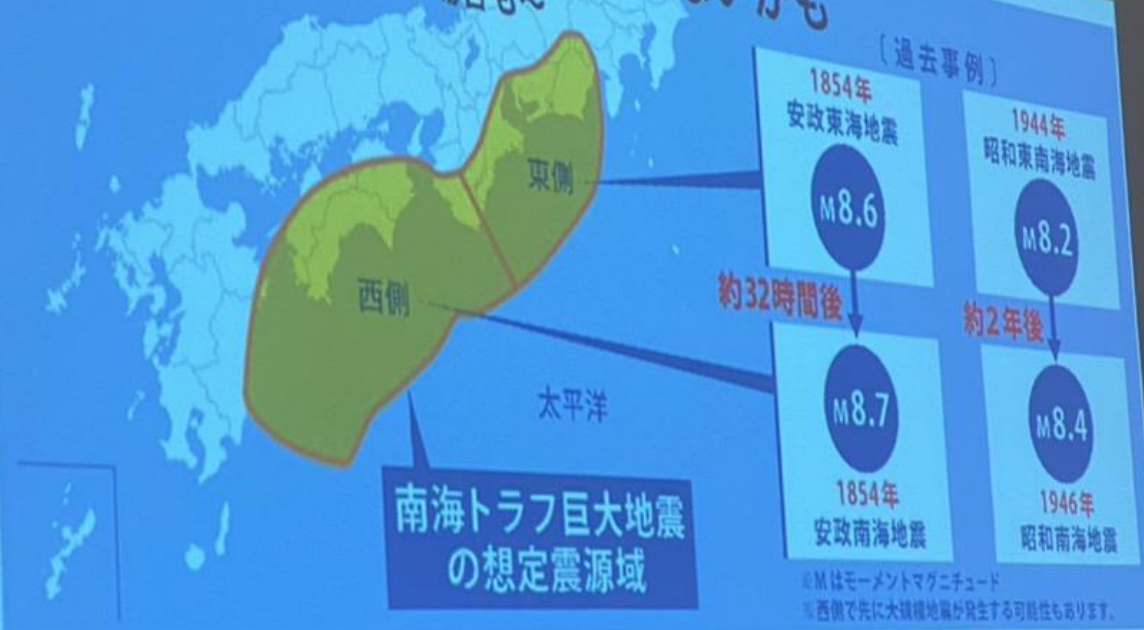 かも
〔過去事例〕
1854年
安政東海地震
M8.6
約32時間後
M8.7
1854年
安政南海地震
1944年
昭和東南海地震
M8.2
約2年後
M8.4
1946年
昭和南海地震
東側
西側
太平洋
南海トラフ巨大地震
の想定震源域
※Mはモーメントマグニチュード
※西側で先に大規模地震が発生する可能性もあります。